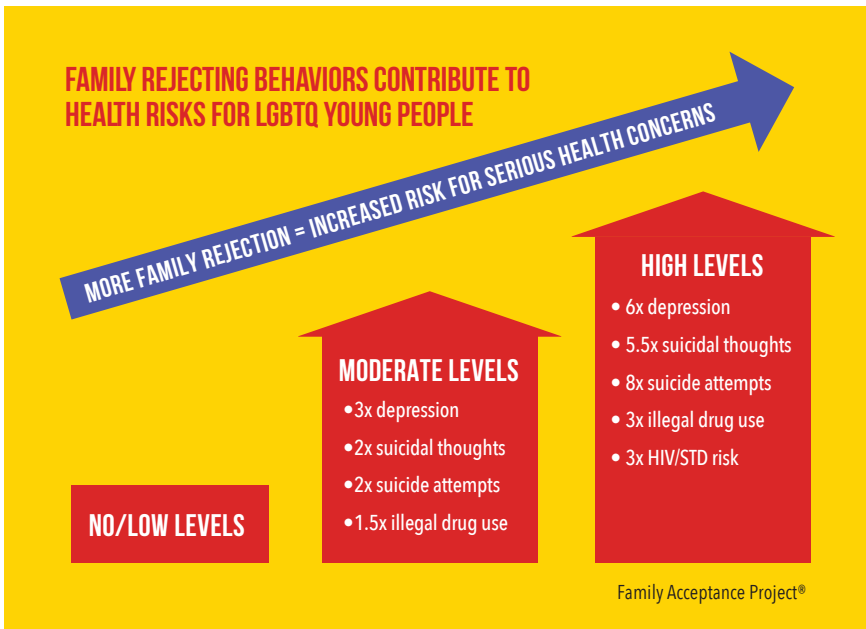 FAMILY REJECTING BEHAVIORS CONTRIBUTE TO
HEALTH RISKS FOR LGBTQ YOUNG PEOPLE
MORE FAMILY REJECTION = INCREASED RISK FOR SERIOUS HEALTH CONCERNS
NO/LOW LEVELS
MODERATE LEVELS
•3x depression
•2x suicidal thoughts
•2x suicide attempts
•1.5x illegal drug use
HIGH LEVELS
• 6x depression
• 5.5x suicidal thoughts
• 8x suicide attempts
• 3x illegal drug use
• 3x HIV/STD risk
Family Acceptance Project®